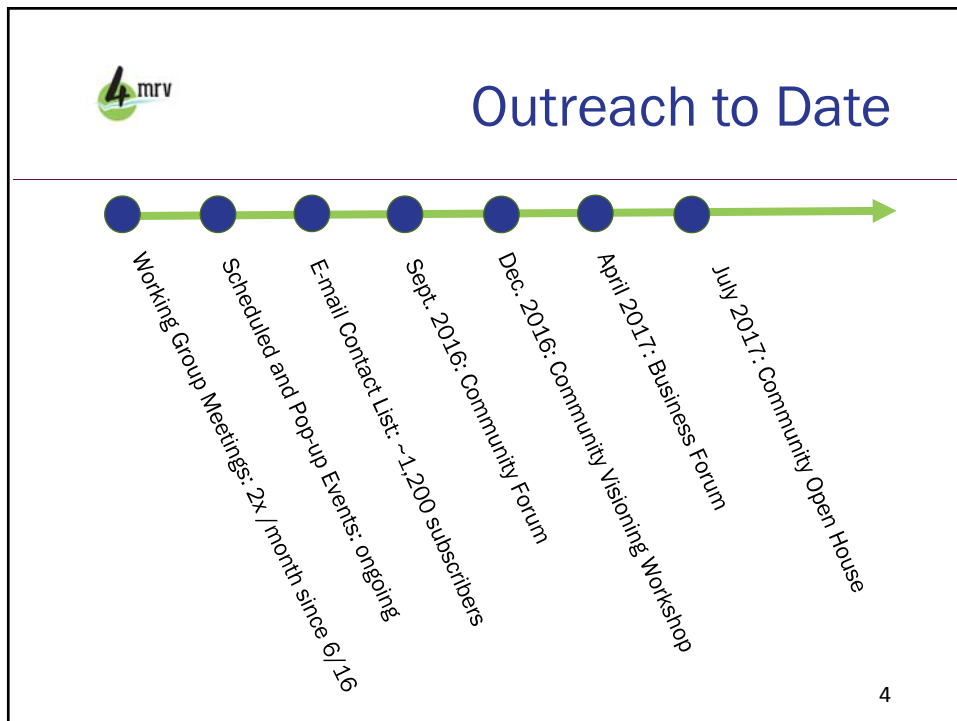 4 mrv
Outreach to Date
Working Group Meetings: 2x /month since 6/16
Scheduled and Pop-up Events: ongoing
E-mail Contact List: ~1,200 subscribers
Sept. 2016: Community Forum
Dec. 2016: Community Visioning Workshop
April 2017: Business Forum
July 2017: Community Open House
4